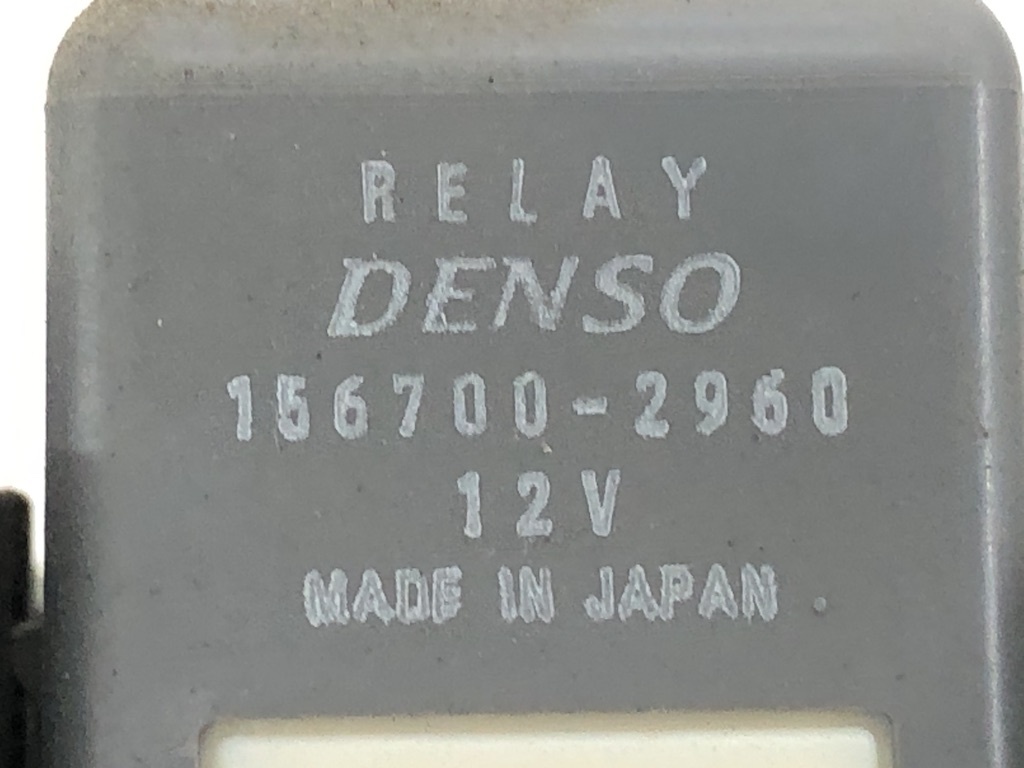 RELAY
DENSO
156700-2960
12V
MADE IN JAPAN